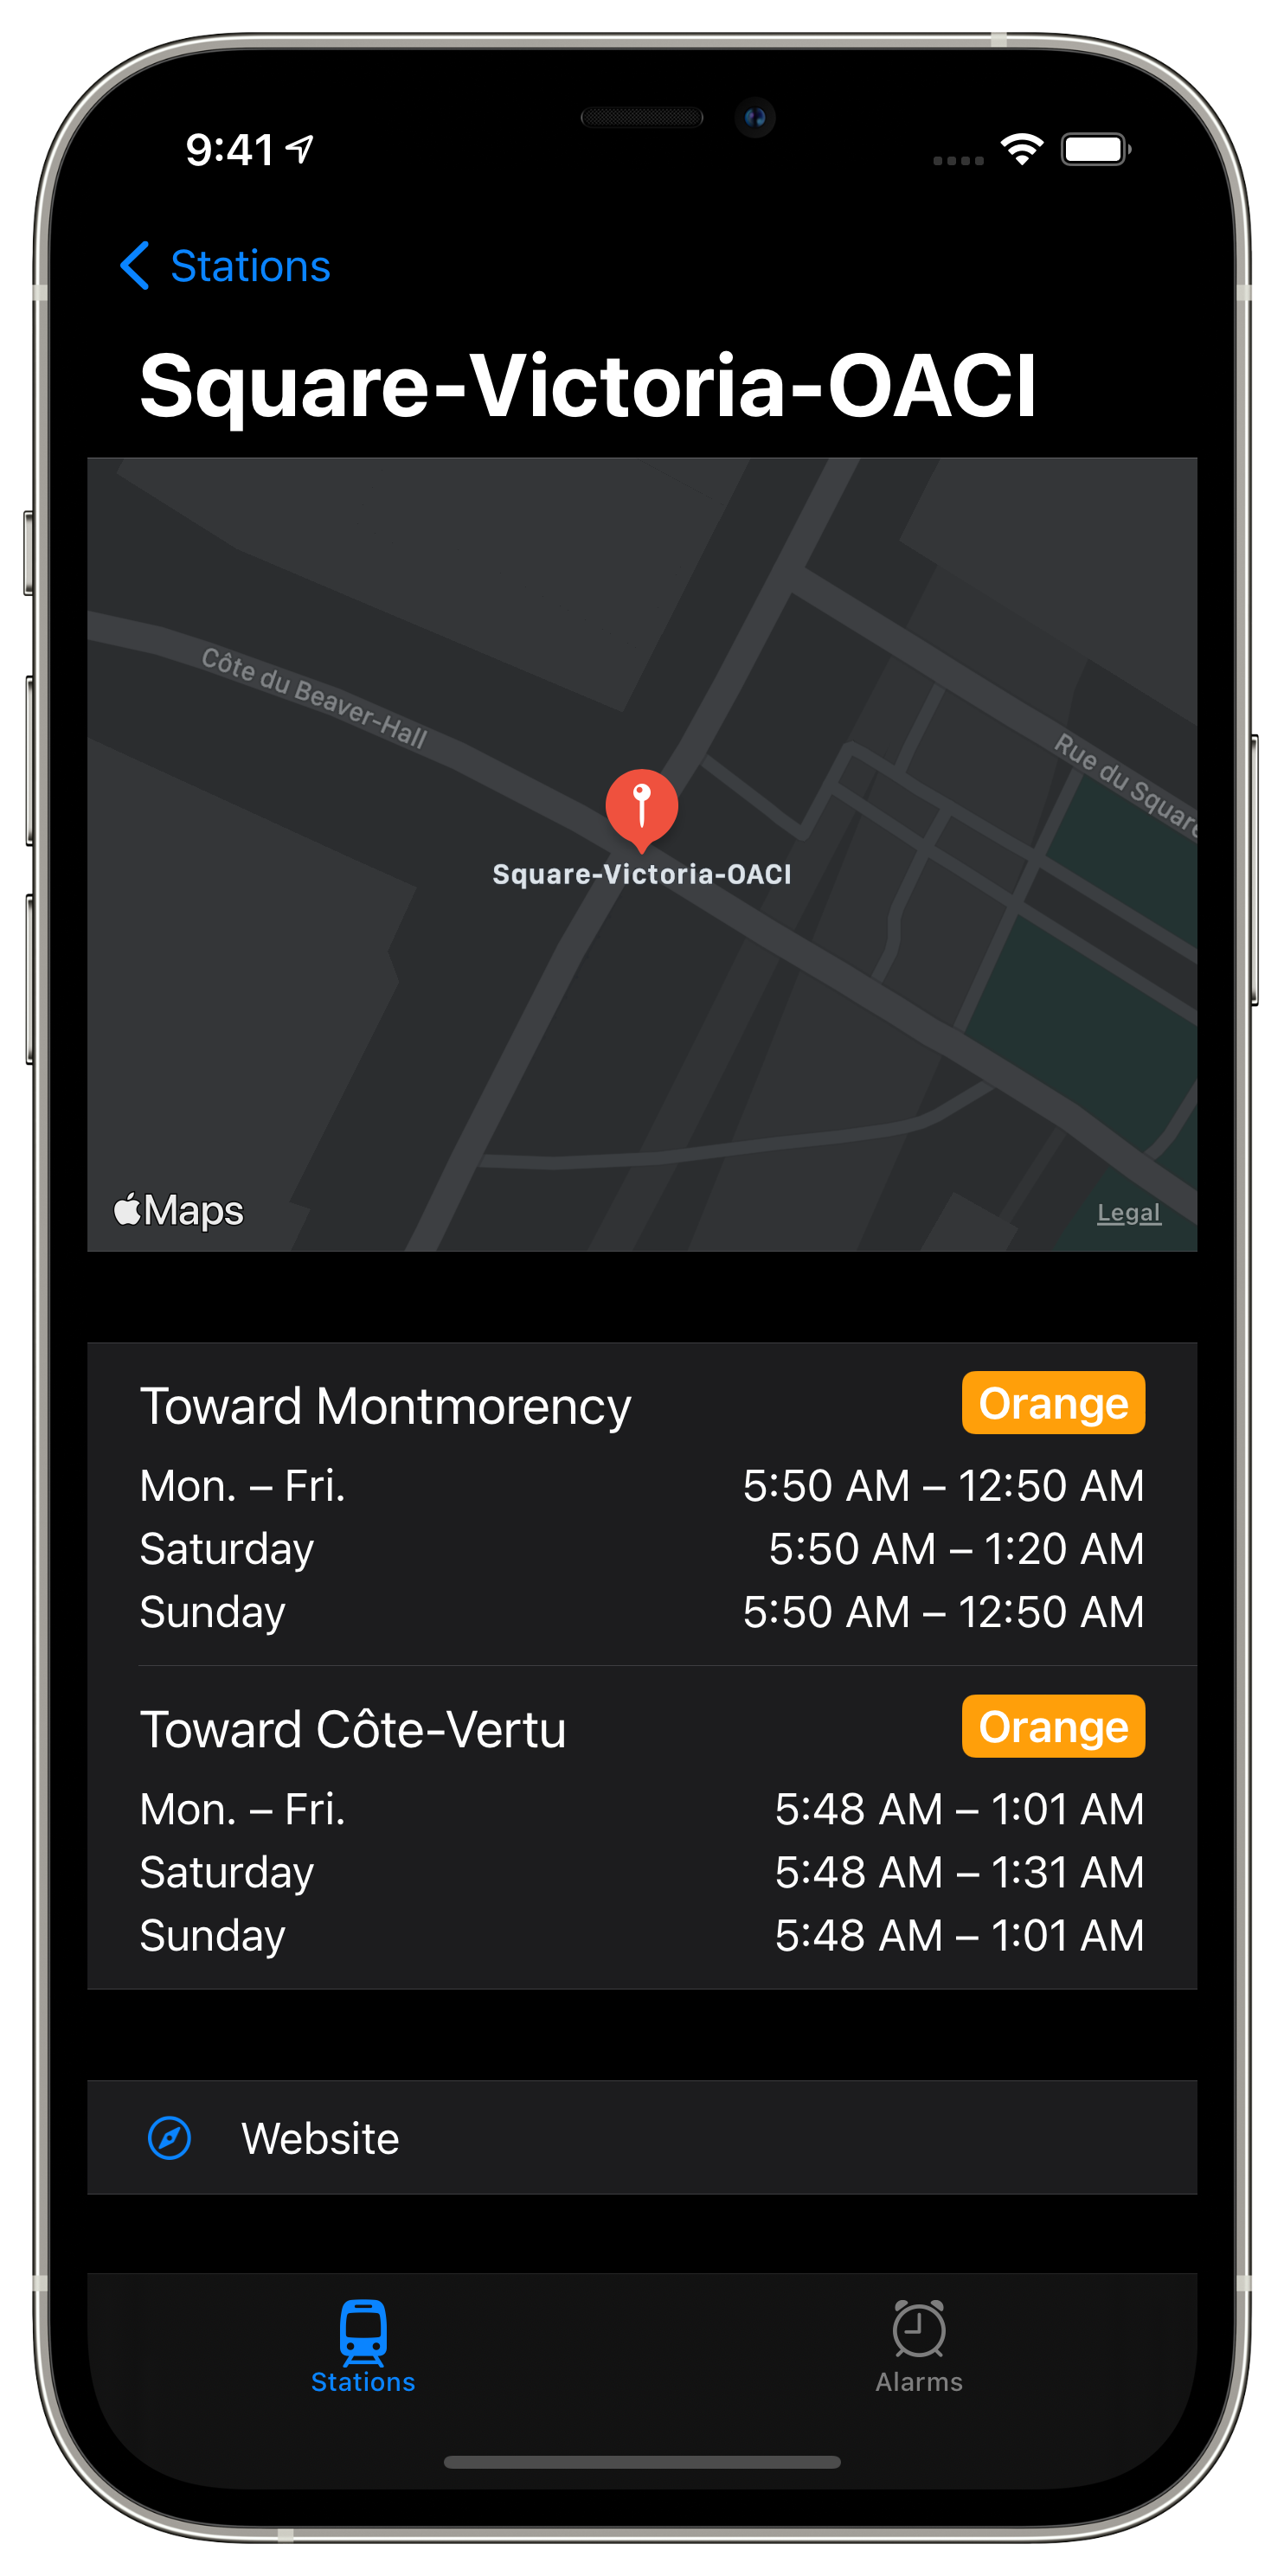 9:41
Stations
Square-Victoria-OACI
Côte du Beaver-Hall
Rue du Square
Square-Victoria-OACI
Maps
Legal
Toward Montmorency Orange
Mon. – Fri. 5:50 AM – 12:50 AM
Saturday 5:50 AM – 1:20 AM
Sunday 5:50 AM – 12:50 AM
Toward Côte-Vertu Orange
Mon. – Fri. 5:48 AM – 1:01 AM
Saturday 5:48 AM – 1:31 AM
Sunday 5:48 AM – 1:01 AM
Website
Stations Alarms